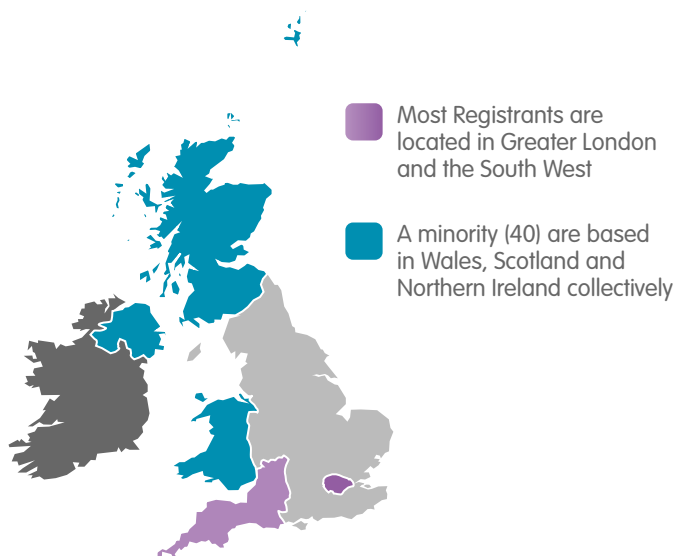 Most Registrants are
located in Greater London
and the South West
A minority (40) are based
in Wales, Scotland and
Northern Ireland collectively